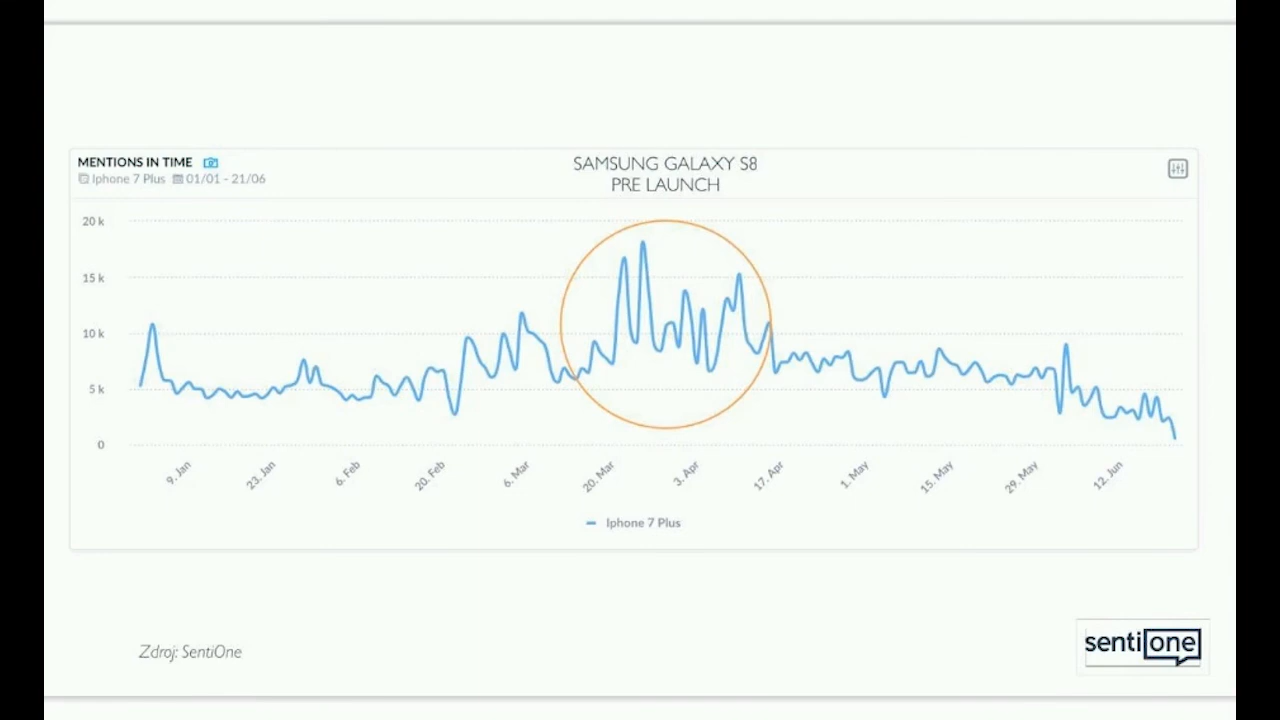 MENTIONS IN TIME
Iphone 7 Plus 01/01 - 21/06
SAMSUNG GALAXY S8
PRE LAUNCH
20 k
15 k
10 k
5 k
0
9. Jan
23. Jan
6. Feb
20. Feb
6. Mar
20. Mar
3. Apr
17. Apr
1. May
15. May
29. May
12. Jun
Iphone 7 Plus
Zdroj: SentiOne
sentione